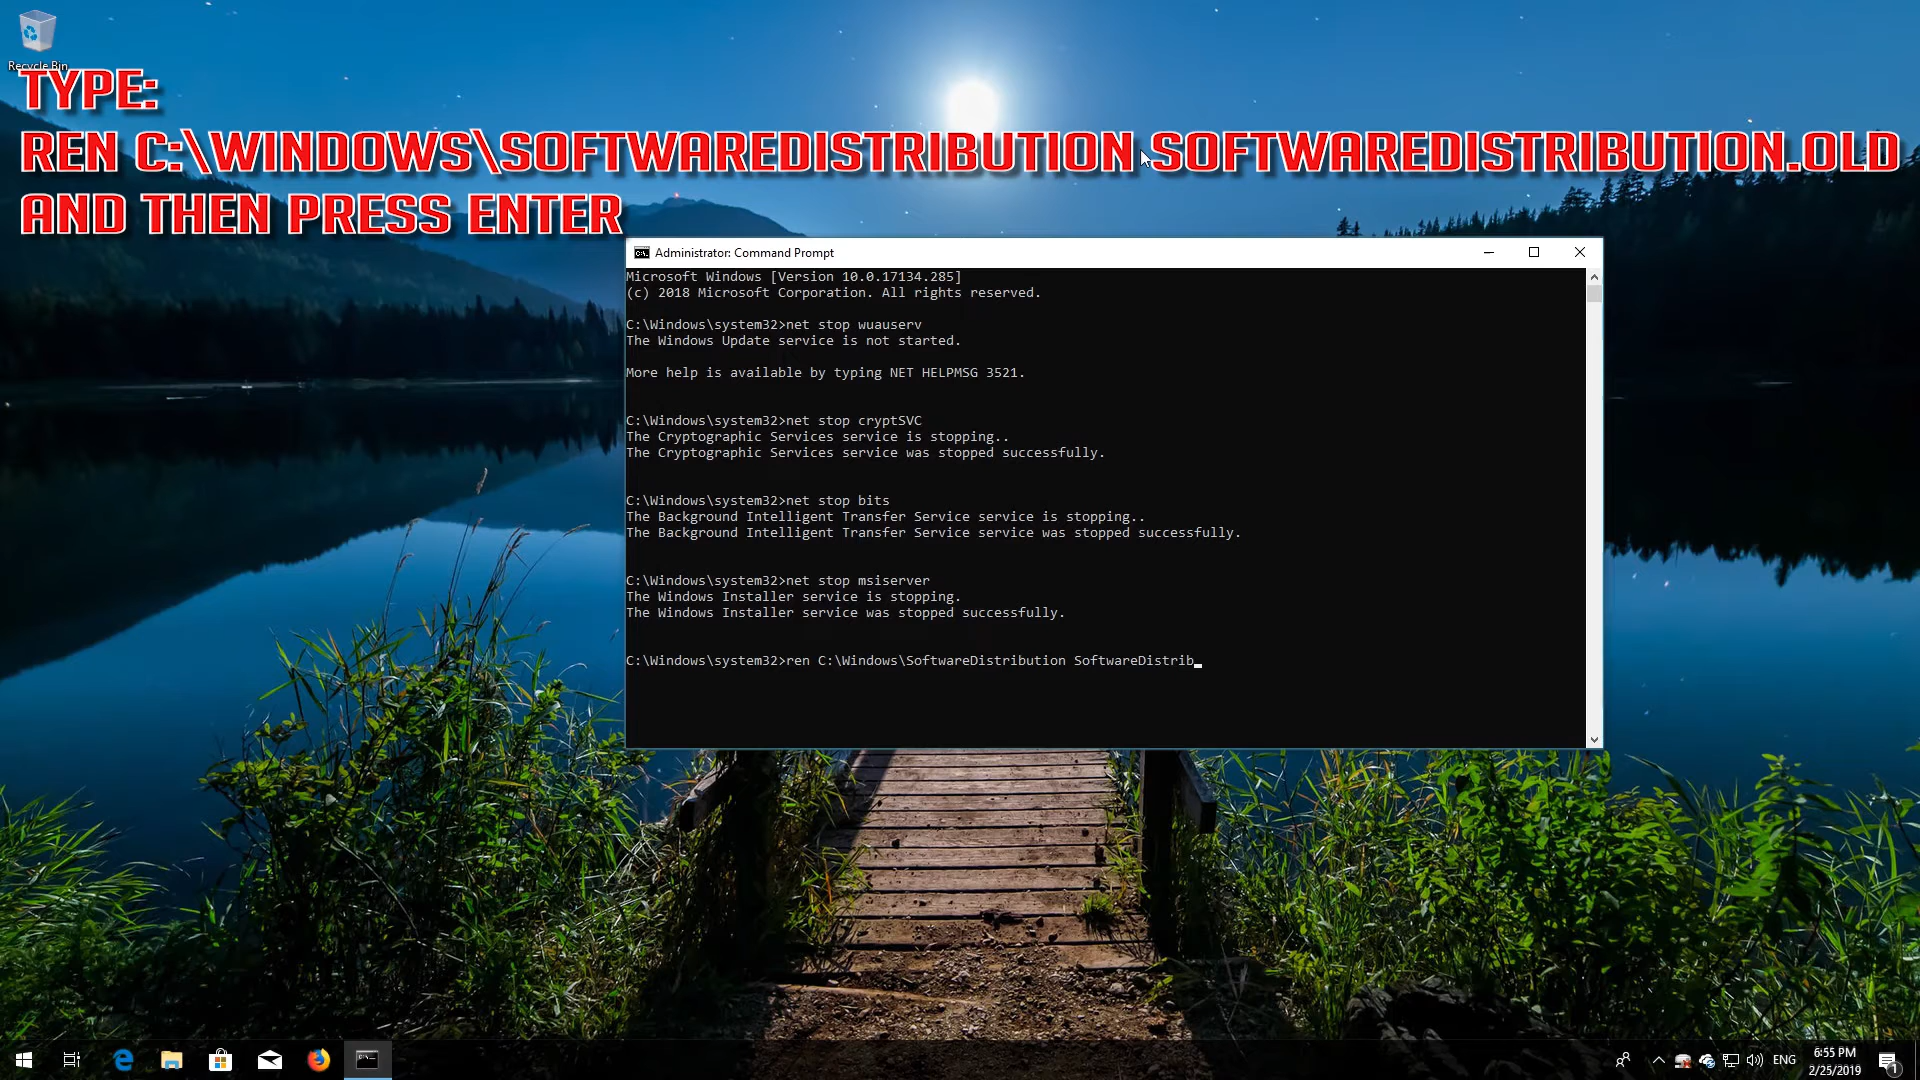 Recycle Bin
TYPE:
REN C:\WINDOWS\SOFTWAREDISTRIBUTION SOFTWAREDISTRIBUTION.OLD
AND THEN PRESS ENTER
Administrator: Command Prompt
Microsoft Windows [Version 10.0.17134.285]
(c) 2018 Microsoft Corporation. All rights reserved.
C:\Windows\system32>net stop wuauserv
The Windows Update service is not started.
More help is available by typing NET HELPMSG 3521.
C:\Windows\system32>net stop cryptSVC
The Cryptographic Services service is stopping..
The Cryptographic Services service was stopped successfully.
C:\Windows\system32>net stop bits
The Background Intelligent Transfer Service service is stopping..
The Background Intelligent Transfer Service service was stopped successfully.
C:\Windows\system32>net stop msiserver
The Windows Installer service is stopping.
The Windows Installer service was stopped successfully.
C:\Windows\system32>ren C:\Windows\SoftwareDistribution SoftwareDistrib
ENG
6:55 PM
2/25/2019
1